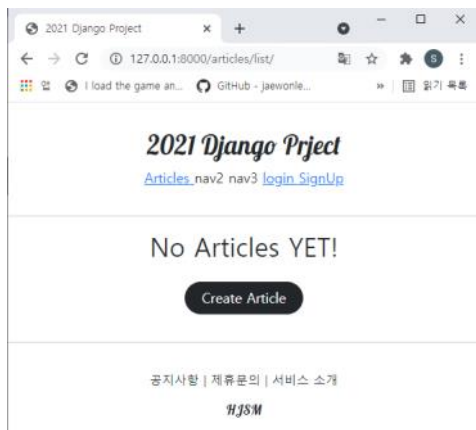 2021 Django Project
127.0.0.1:8000/articles/list/
S
앱 I load the game an... GitHub - jaewonle... » 읽기 목록
2021 Django Prject
Articles nav2 nav3 login SignUp
No Articles YET!
Create Article
공지사항 | 제휴문의 | 서비스 소개
HJSM